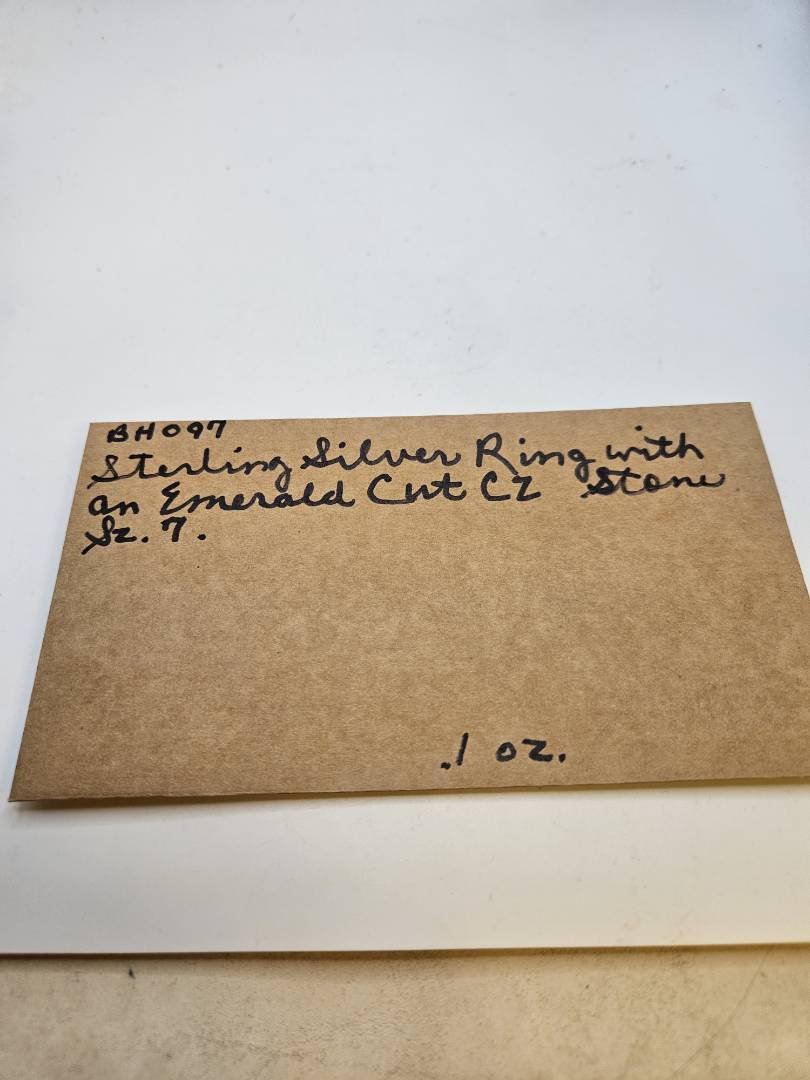 BH097
Sterling Silver Ring with
an Emerald Cut CZ Stone
Sz. 7.
.1 oz.